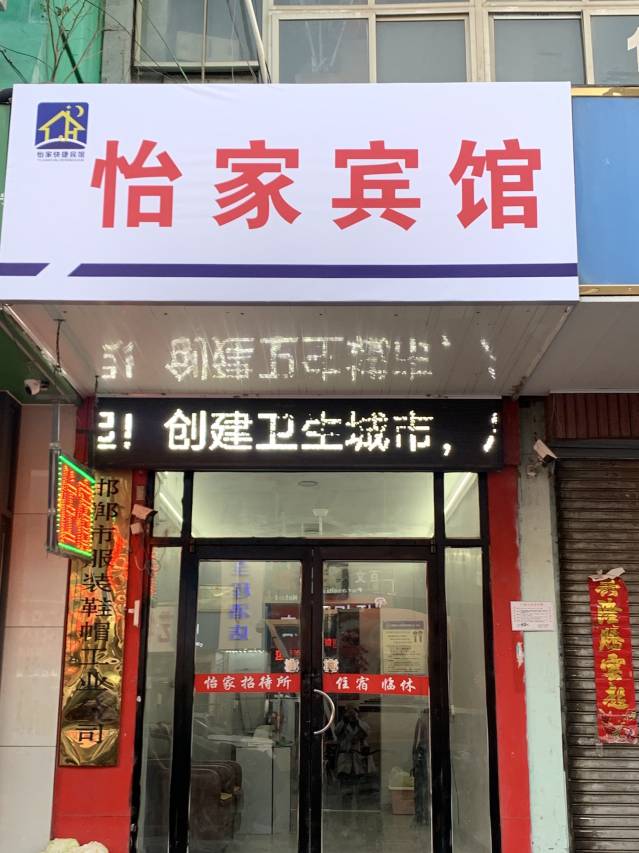 怡家快捷宾馆
怡家宾馆
创建卫生城市，
邯郸市服装鞋帽工业公司
怡家招待所
住宿 临休